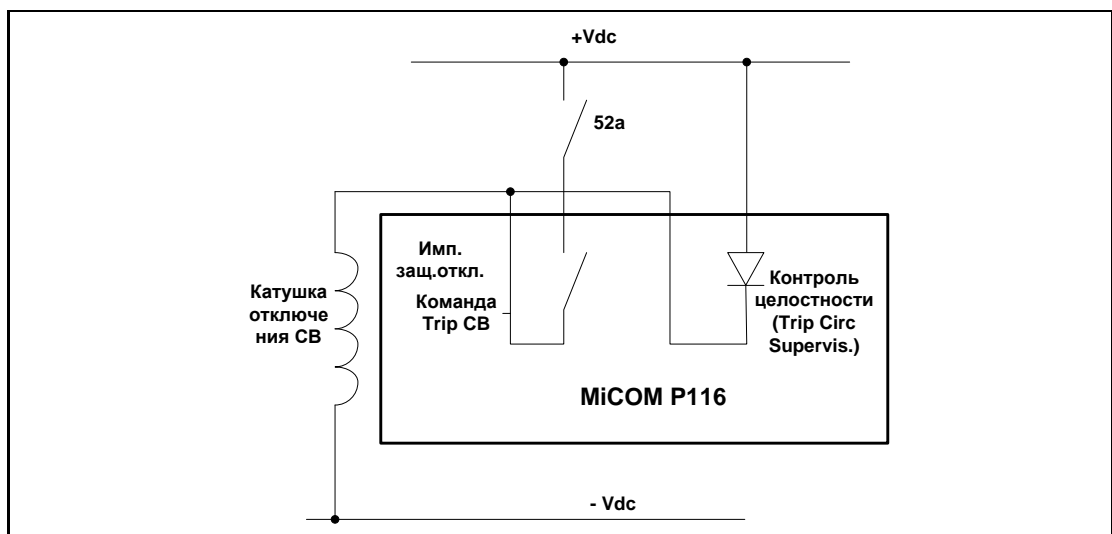 +Vdc
52a
Имп.
защ.откл.
Команда
Trip CB
Катушка
отключе
ния СВ
Контроль
целостности
(Trip Circ
Supervis.)
MiCOM P116
- Vdc